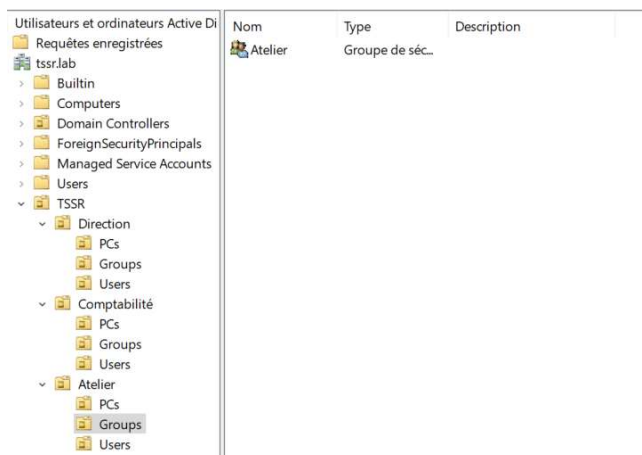 Utilisateurs et ordinateurs Active Di
Requêtes enregistrées
tssr.lab
Builtin
Computers
Domain Controllers
ForeignSecurityPrincipals
Managed Service Accounts
Users
TSSR
Direction
PCs
Groups
Users
Comptabilité
PCs
Groups
Users
Atelier
PCs
Groups
Users
Nom Type Description
Atelier Groupe de séc...